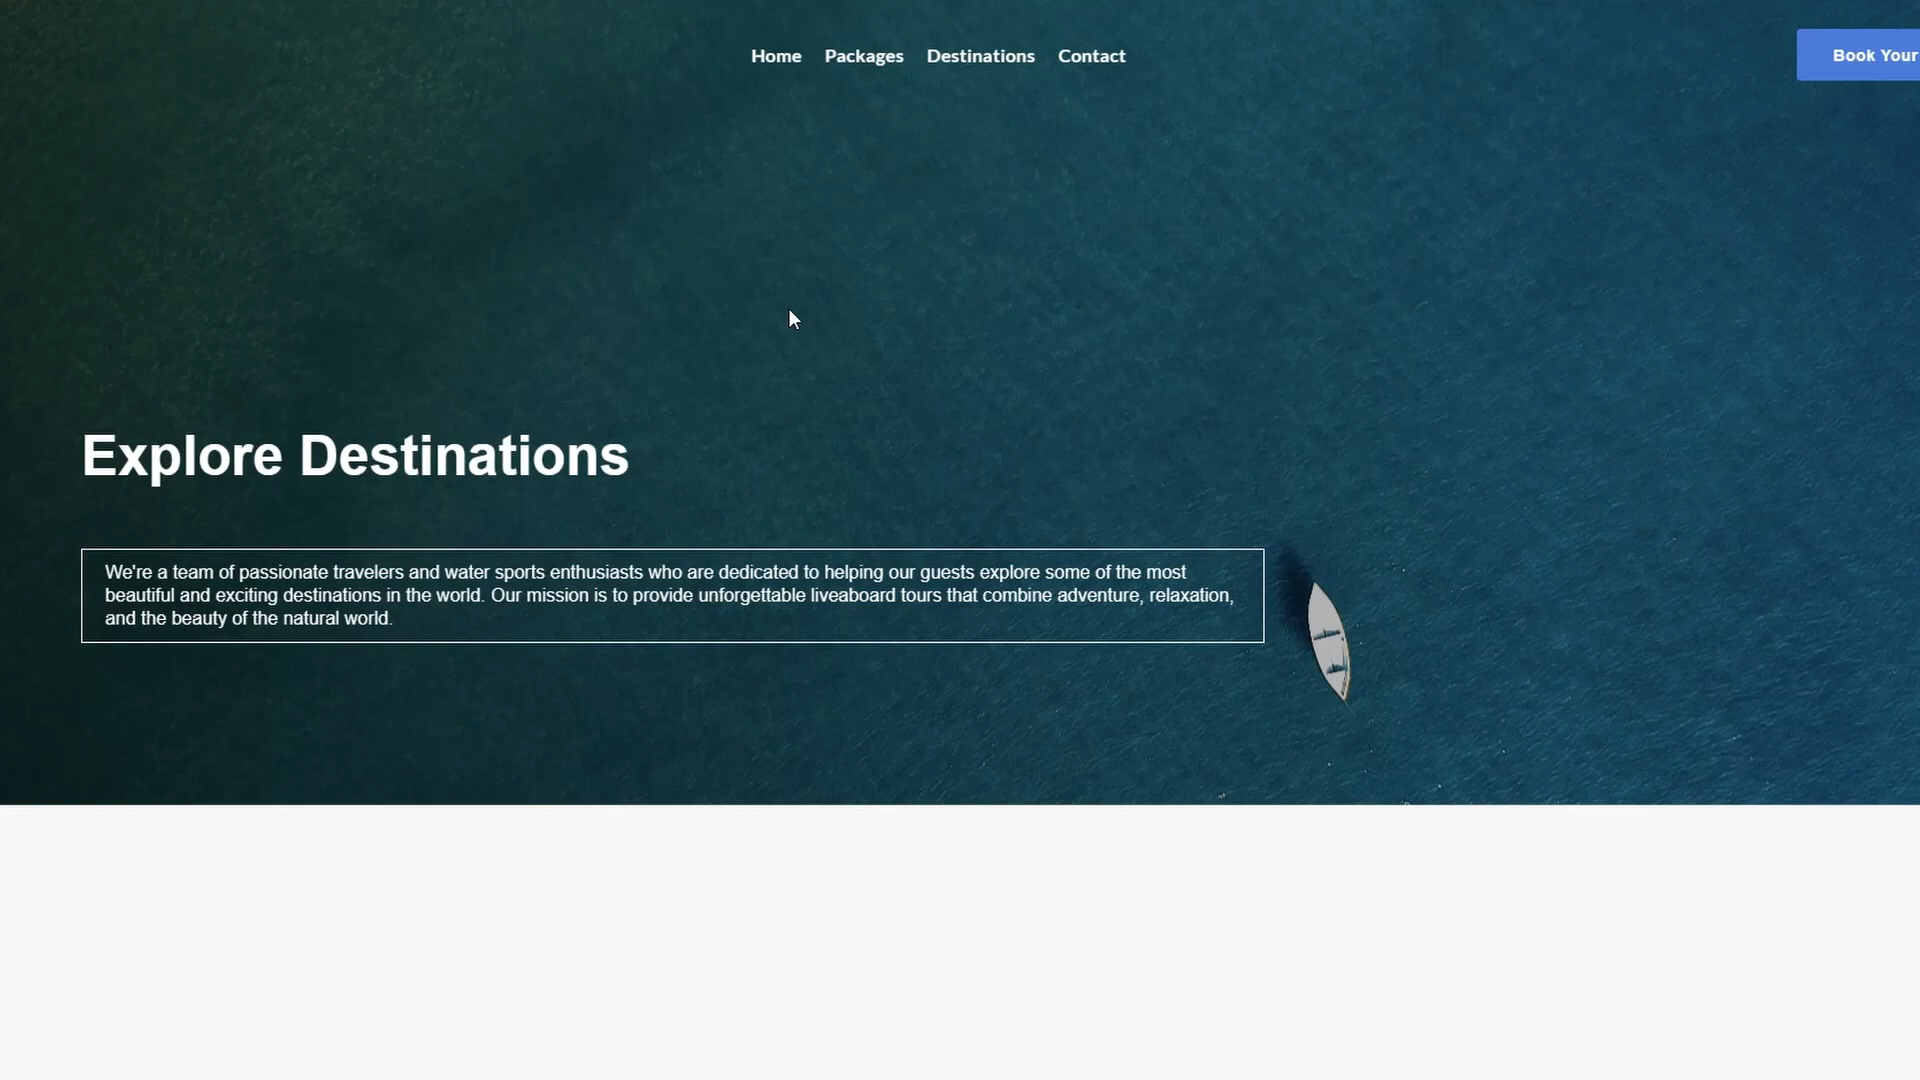 Home Packages Destinations Contact
Book Your
Explore Destinations
We're a team of passionate travelers and water sports enthusiasts who are dedicated to helping our guests explore some of the most
beautiful and exciting destinations in the world. Our mission is to provide unforgettable liveaboard tours that combine adventure, relaxation,
and the beauty of the natural world.